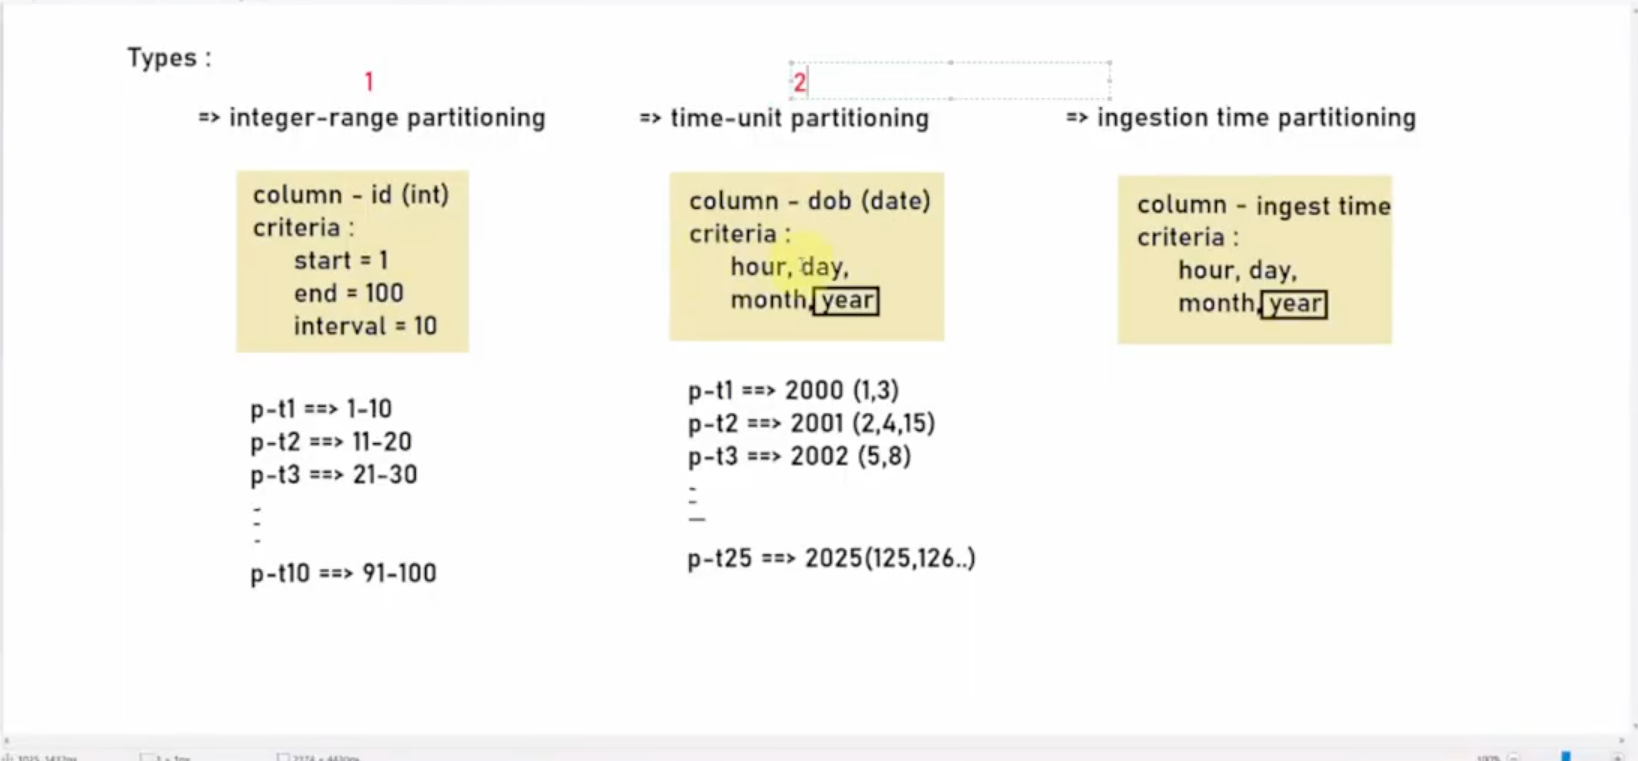 Types :
1
2
=> integer-range partitioning
=> time-unit partitioning
=> ingestion time partitioning
column - id (int)
criteria :
start = 1
end = 100
interval = 10
column - dob (date)
criteria :
hour, day,
month, year
column - ingest time
criteria :
hour, day,
month, year
p-t1 ==> 1-10
p-t2 ==> 11-20
p-t3 ==> 21-30
-
-
-
p-t10 ==> 91-100
p-t1 ==> 2000 (1,3)
p-t2 ==> 2001 (2,4,15)
p-t3 ==> 2002 (5,8)
-
-
_
p-t25 ==> 2025(125,126..)